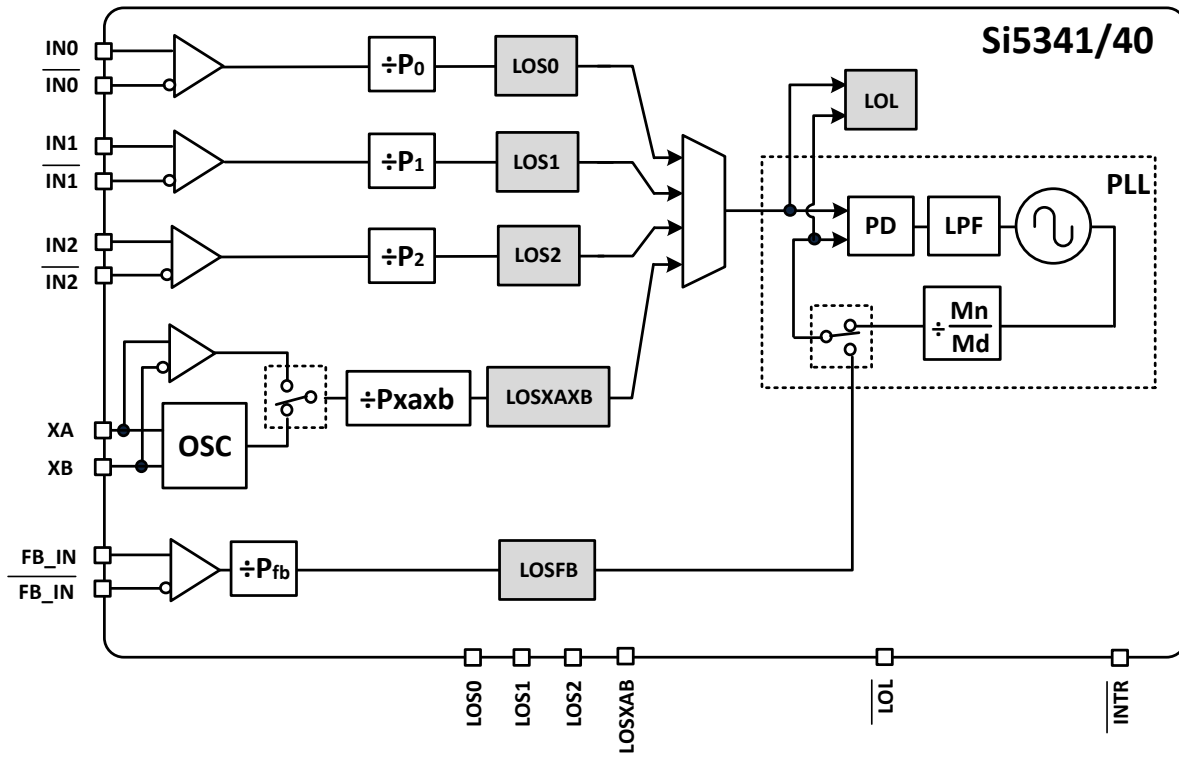 Si5341/40
IN0
IN0
÷P0
LOS0
LOL
IN1
IN1
÷P1
LOS1
PLL
IN2
IN2
÷P2
LOS2
PD
LPF
÷ Mn
Md
÷Pxaxb
LOSXAXB
XA
XB
OSC
FB_IN
FB_IN
÷Pfb
LOSFB
LOS0
LOS1
LOS2
LOSXAB
LOL
INTR